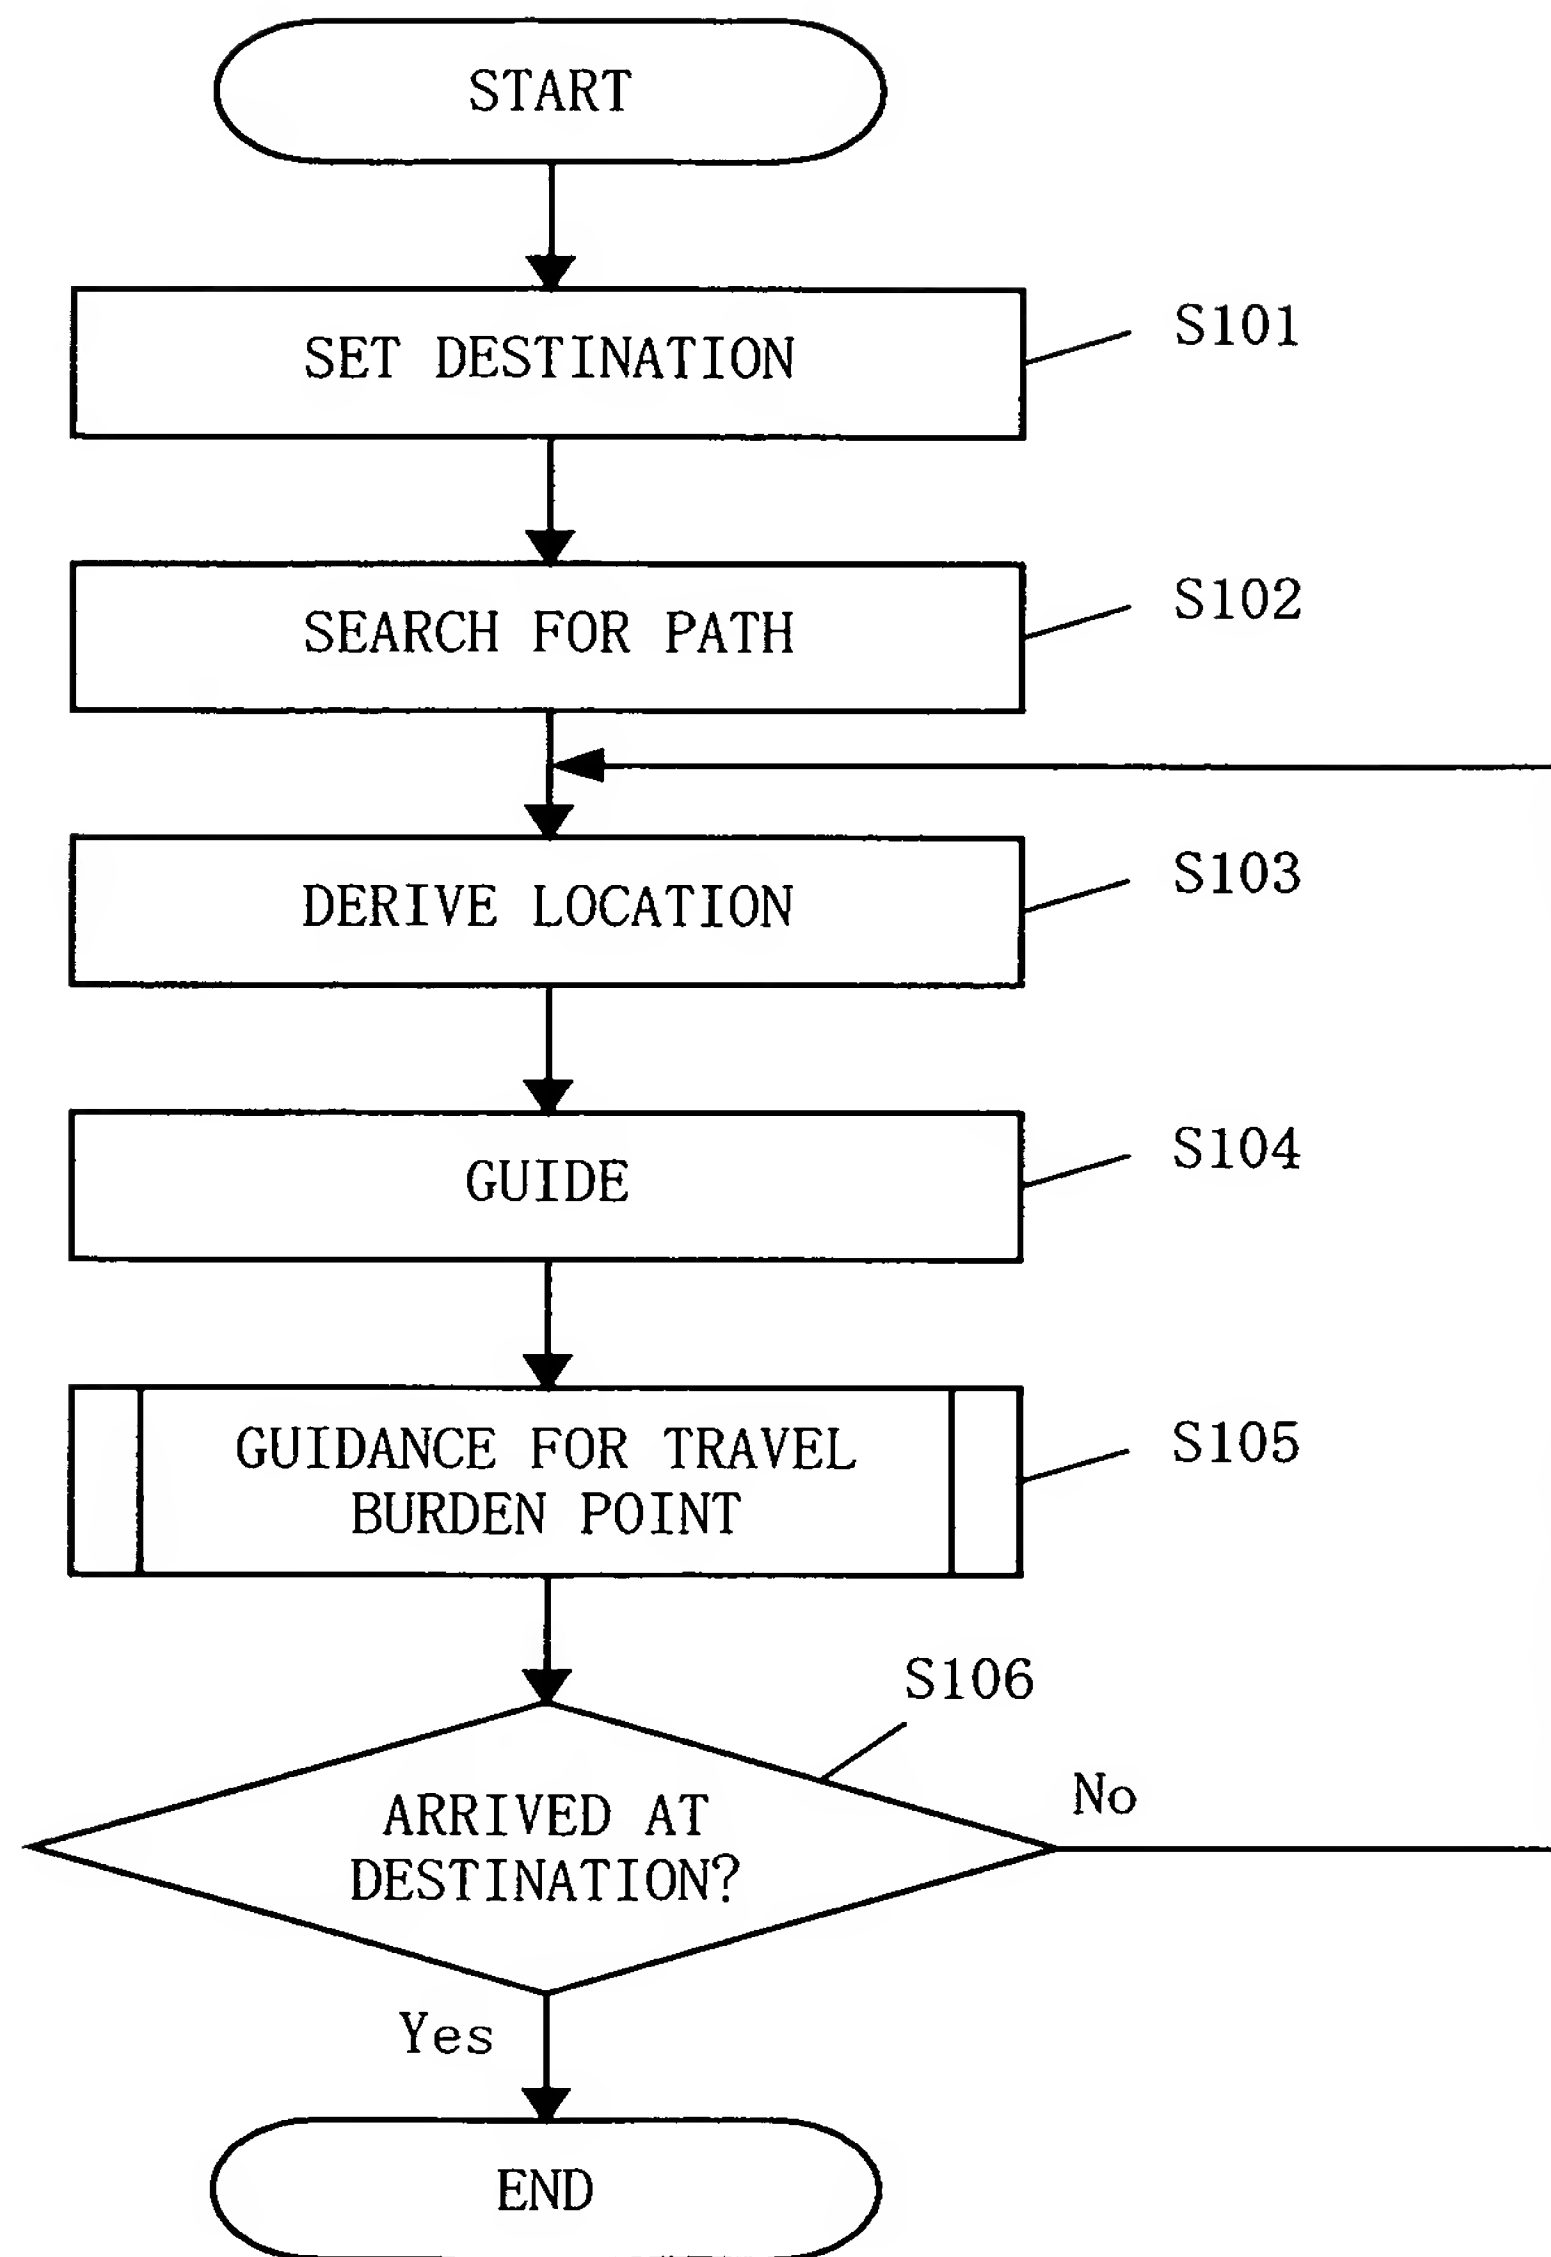 START
SET DESTINATION
S101
SEARCH FOR PATH
S102
DERIVE LOCATION
S103
GUIDE
S104
GUIDANCE FOR TRAVEL
BURDEN POINT
S105
S106
ARRIVED AT
DESTINATION?
No
Yes
END